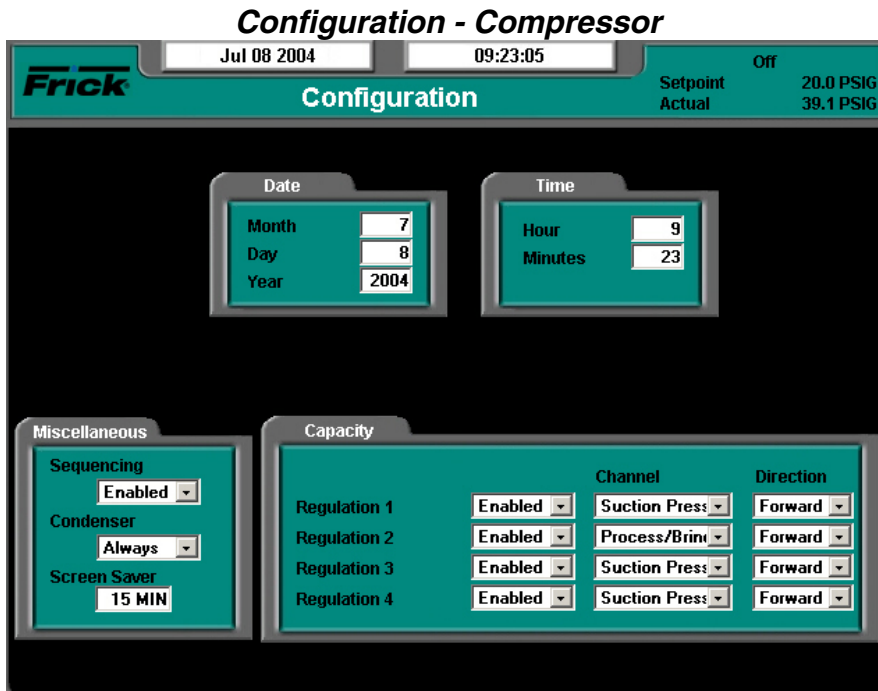 Configuration - Compressor
Jul 08 2004 09:23:05 Off
Frick Configuration Setpoint 20.0 PSIG
Actual 39.1 PSIG
Date
Month 7
Day 8
Year 2004
Time
Hour 9
Minutes 23
Miscellaneous
Sequencing
Enabled
Condenser
Always
Screen Saver
15 MIN
Capacity
Channel Direction
Regulation 1 Enabled Suction Press Forward
Regulation 2 Enabled Process/Brin Forward
Regulation 3 Enabled Suction Press Forward
Regulation 4 Enabled Suction Press Forward